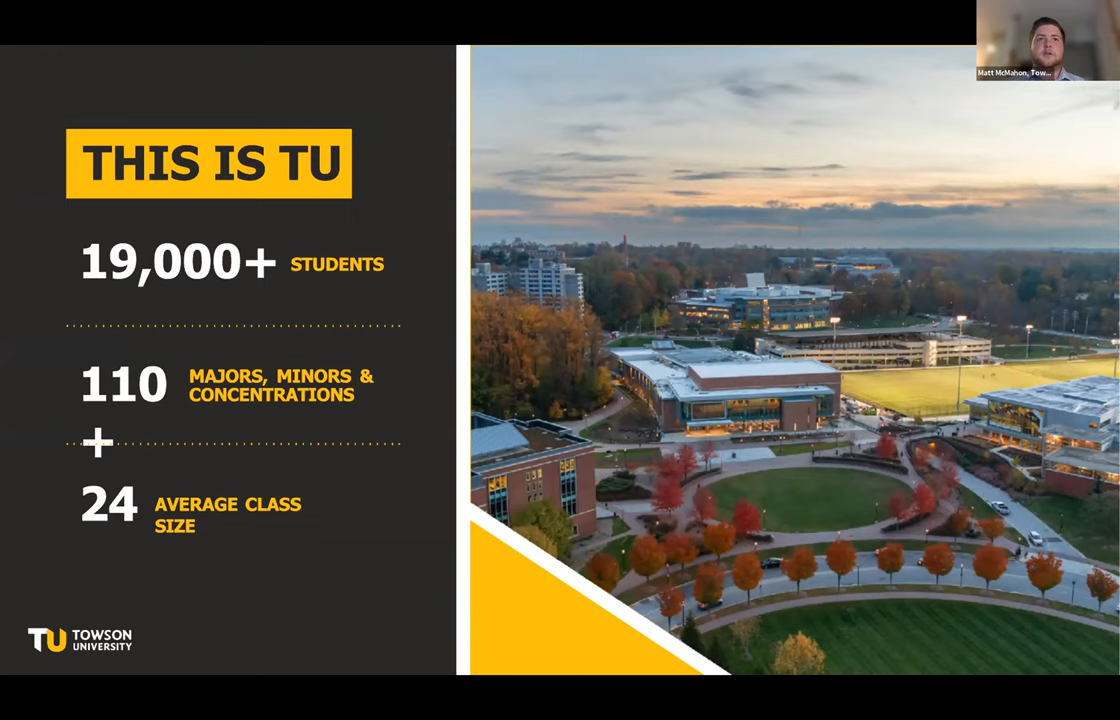 Matt McMahon, Tow...
THIS IS TU
19,000+ STUDENTS
110 MAJORS, MINORS &
CONCENTRATIONS
+
24 AVERAGE CLASS
SIZE
TU TOWSON
UNIVERSITY